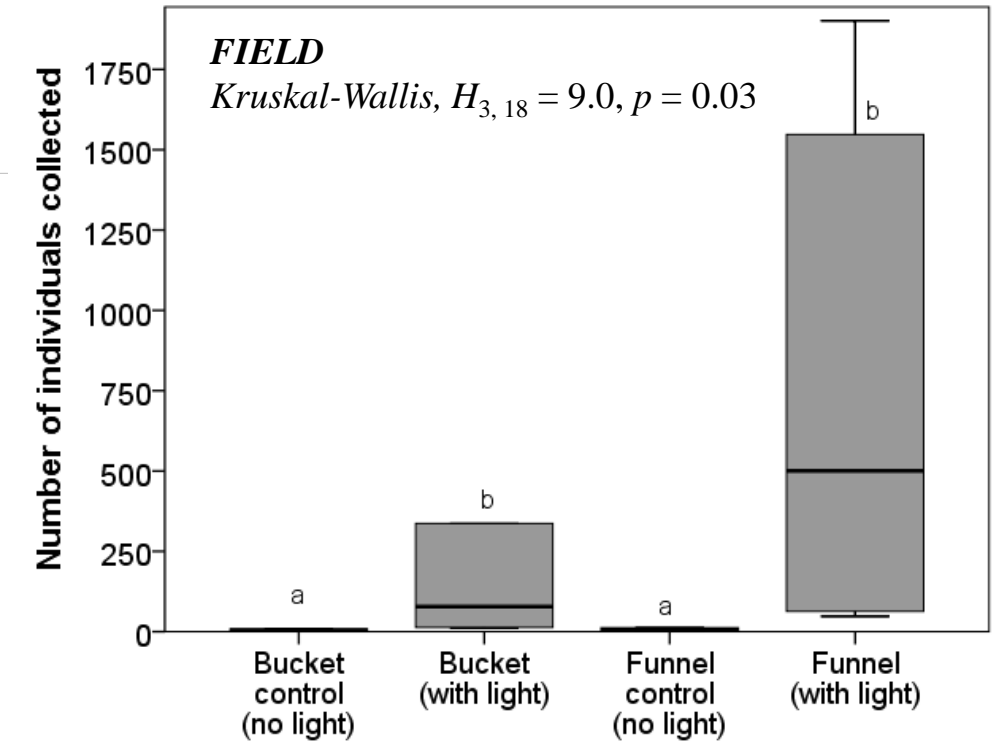 FIELD
Kruskal-Wallis, H3, 18 = 9.0, p = 0.03
Number of individuals collected
1750
1500
1250
1000
750
500
250
0
a
b
a
b
Bucket
control
(no light)
Bucket
(with light)
Funnel
control
(no light)
Funnel
(with light)